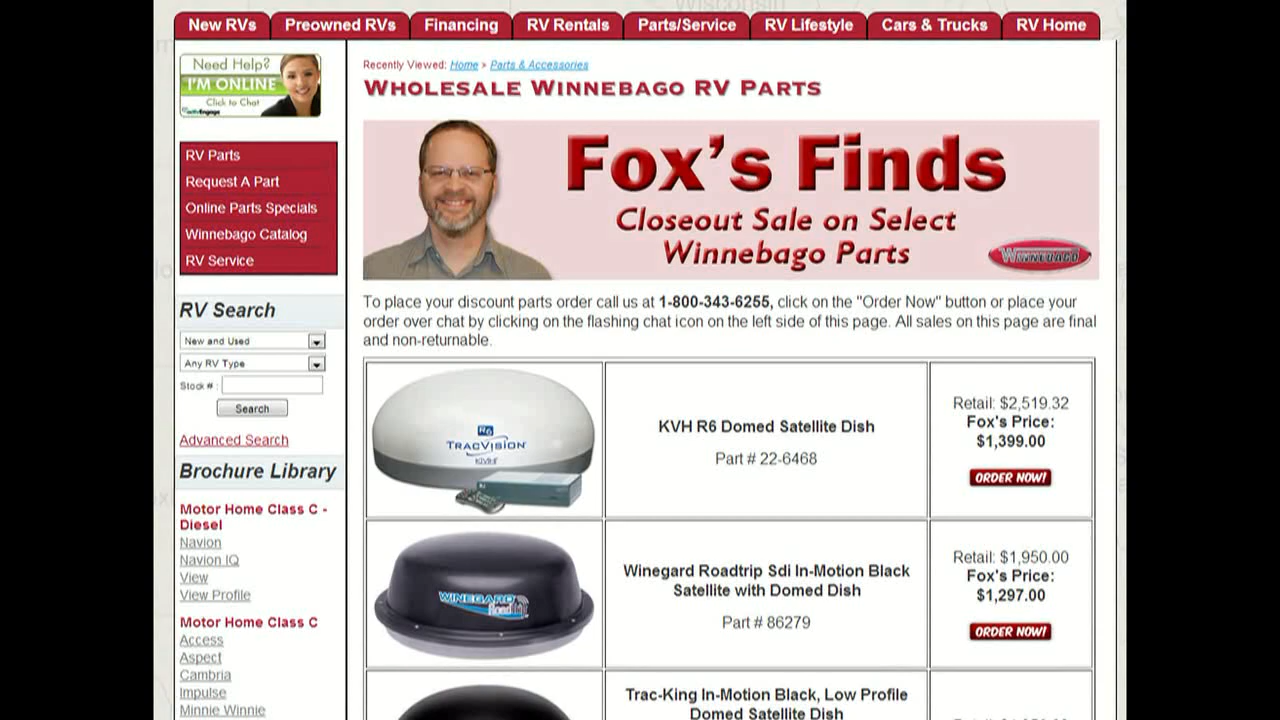 Wisconsin
New RVs
Preowned RVs
Financing
RV Rentals
Parts/Service
RV Lifestyle
Cars & Trucks
RV Home
Need Help?
I'M ONLINE
Click to Chat
activEngage
RV Parts
Request A Part
Online Parts Specials
Winnebago Catalog
RV Service
RV Search
New and Used
Any RV Type
Stock # :
Search
Advanced Search
Brochure Library
Motor Home Class C -
Diesel
Navion
Navion IQ
View
View Profile
Motor Home Class C
Access
Aspect
Cambria
Impulse
Minnie Winnie
Recently Viewed: Home > Parts & Accessories
Wholesale Winnebago RV Parts
Fox's Finds
Closeout Sale on Select
Winnebago Parts
WINNEBAGO
To place your discount parts order call us at 1-800-343-6255, click on the "Order Now" button or place your
order over chat by clicking on the flashing chat icon on the left side of this page. All sales on this page are final
and non-returnable.
R6
TRACVISION
KVH
KVH R6 Domed Satellite Dish
Part # 22-6468
Retail: $2,519.32
Fox's Price:
$1,399.00
ORDER NOW!
WINEGARD
Winegard Roadtrip Sdi In-Motion Black
Satellite with Domed Dish
Part # 86279
Retail: $1,950.00
Fox's Price:
$1,297.00
ORDER NOW!
Trac-King In-Motion Black, Low Profile
Domed Satellite Dish